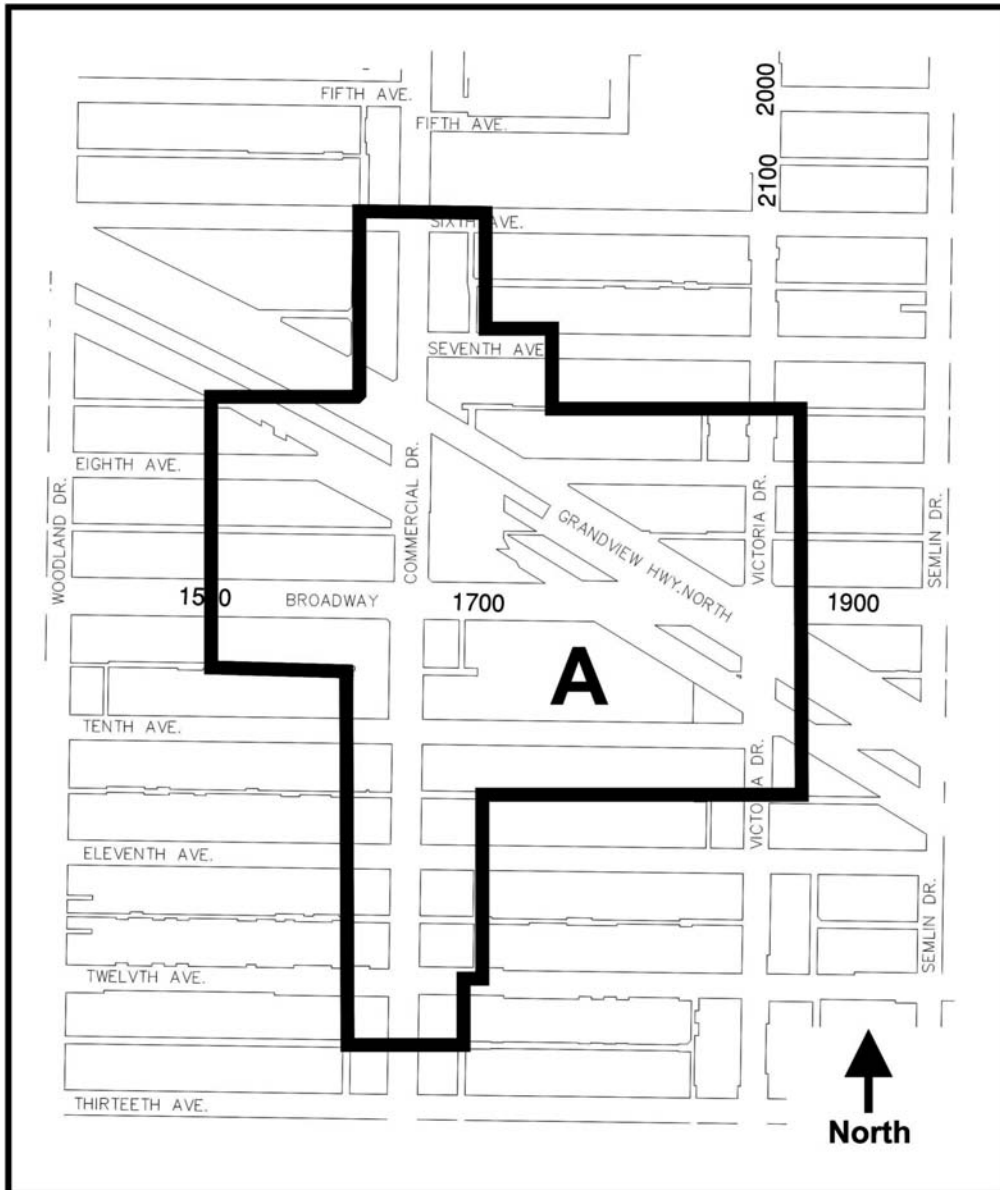 2000
FIFTH AVE.
FIFTH AVE.
2100
SIXTH AVE.
SEVENTH AVE
EIGHTH AVE.
WOODLAND DR.
COMMERCIAL DR.
VICTORIA DR.
SEMLIN DR.
GRANDVIEW HWY.NORTH
1500
BROADWAY
1700
1900
A
TENTH AVE.
VICTORIA DR.
ELEVENTH AVE.
SEMLIN DR.
TWELVTH AVE.
THIRTEETH AVE.
North